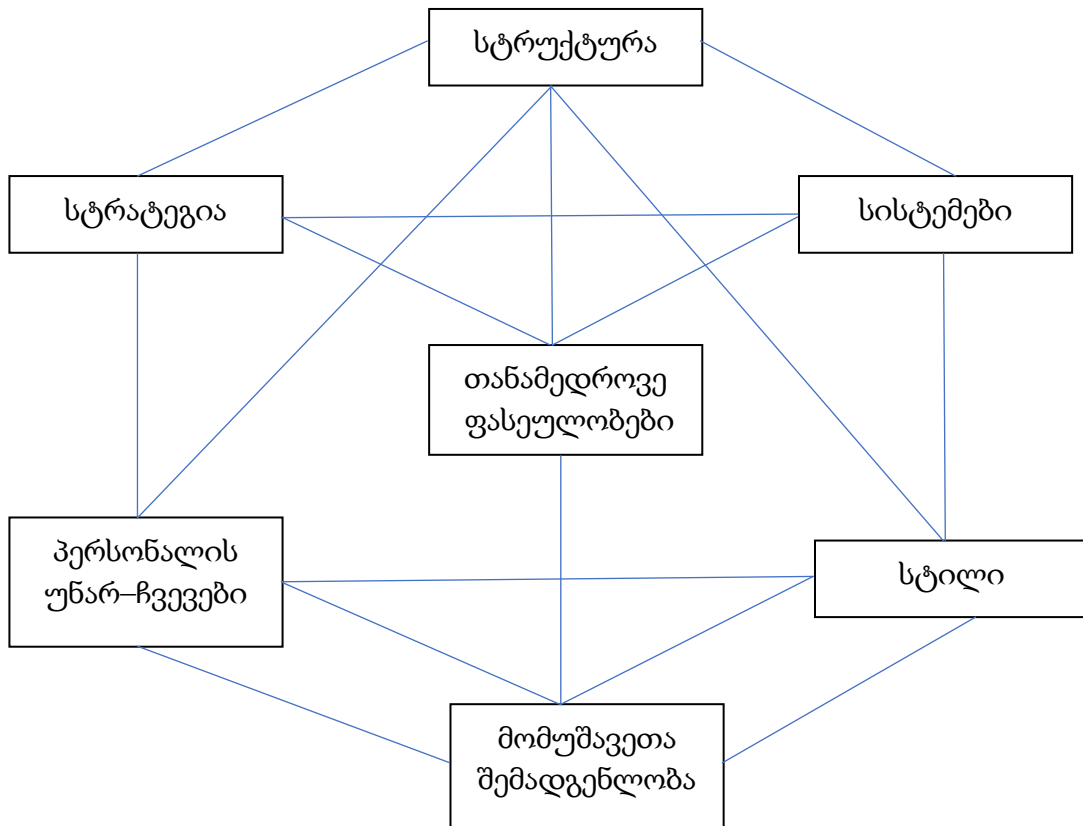 სტრუქტურა
სტრატეგია
სისტემები
თანამედროვე
ფასეულობები
პერსონალის
უნარ–ჩვევები
სტილი
მომუშავეთა
შემადგენლობა